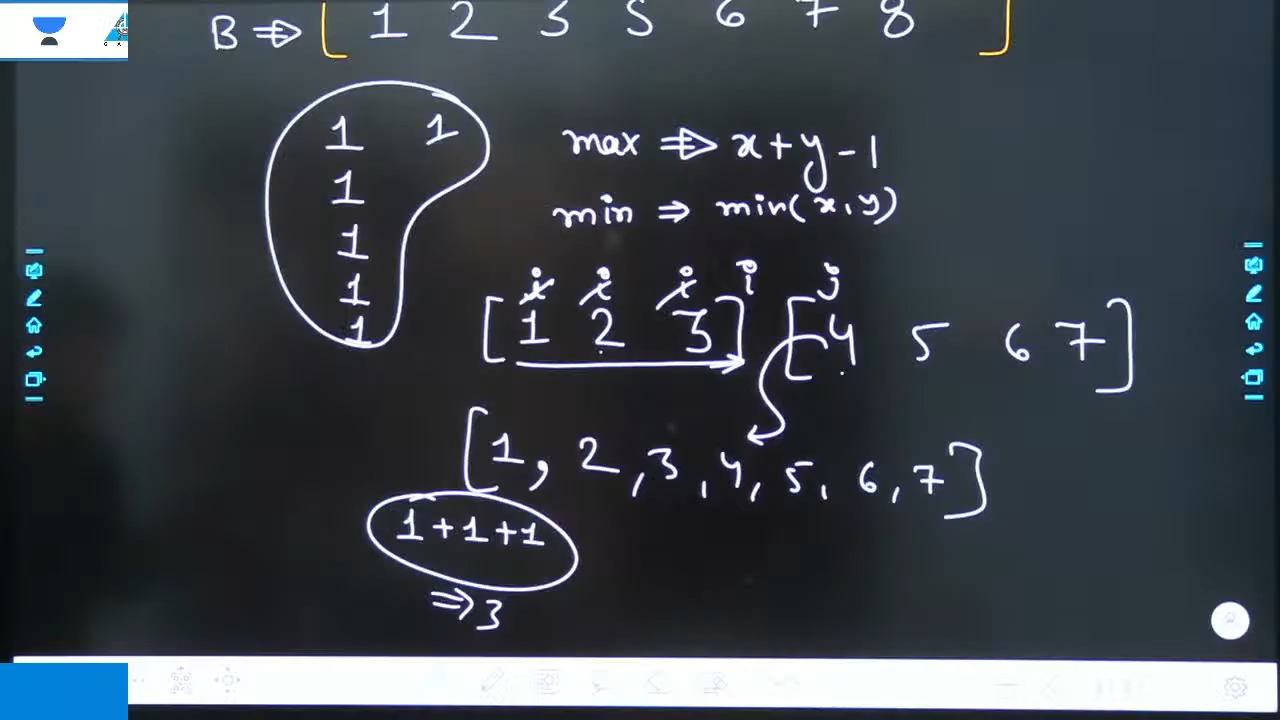 B ⇒ [ 1 2 3 5 6 7 8 ]
1 1
1
1
1
1
max ⇒ x+y-1
min ⇒ min(x,y)
i i i i j
[ 1 2 3 ] [ 4 5 6 7 ]
[ 1, 2, 3, 4, 5, 6, 7 ]
1+1+1
⇒ 3